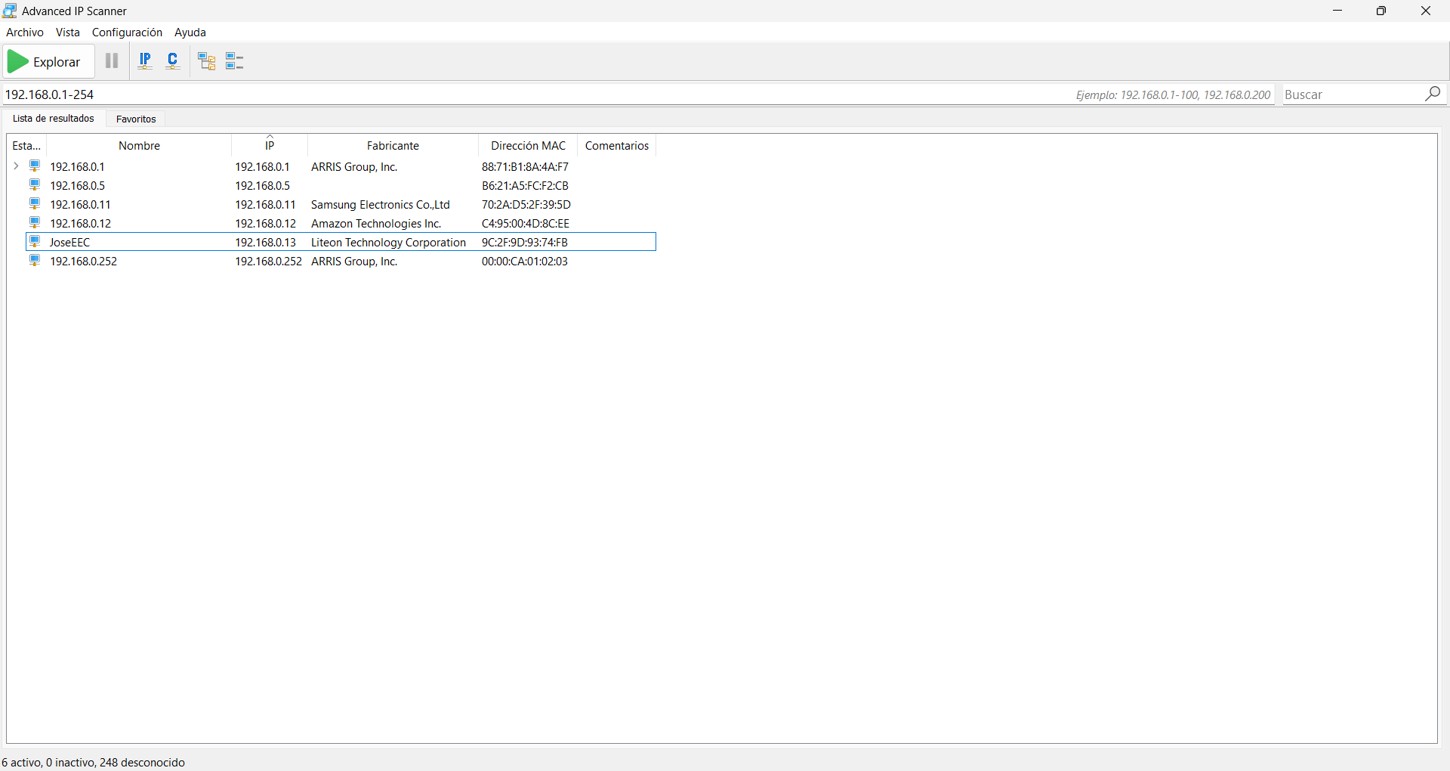 Advanced IP Scanner
Archivo Vista Configuración Ayuda
Explorar IP C
192.168.0.1-254 Ejemplo: 192.168.0.1-100, 192.168.0.200 Buscar
Lista de resultados Favoritos
Esta... Nombre IP Fabricante Dirección MAC Comentarios
192.168.0.1 192.168.0.1 ARRIS Group, Inc. 88:71:B1:8A:4A:F7
192.168.0.5 192.168.0.5 B6:21:A5:FC:F2:CB
192.168.0.11 192.168.0.11 Samsung Electronics Co.,Ltd 70:2A:D5:2F:39:5D
192.168.0.12 192.168.0.12 Amazon Technologies Inc. C4:95:00:4D:8C:EE
JoseEEC 192.168.0.13 Liteon Technology Corporation 9C:2F:9D:93:74:FB
192.168.0.252 192.168.0.252 ARRIS Group, Inc. 00:00:CA:01:02:03
6 activo, 0 inactivo, 248 desconocido